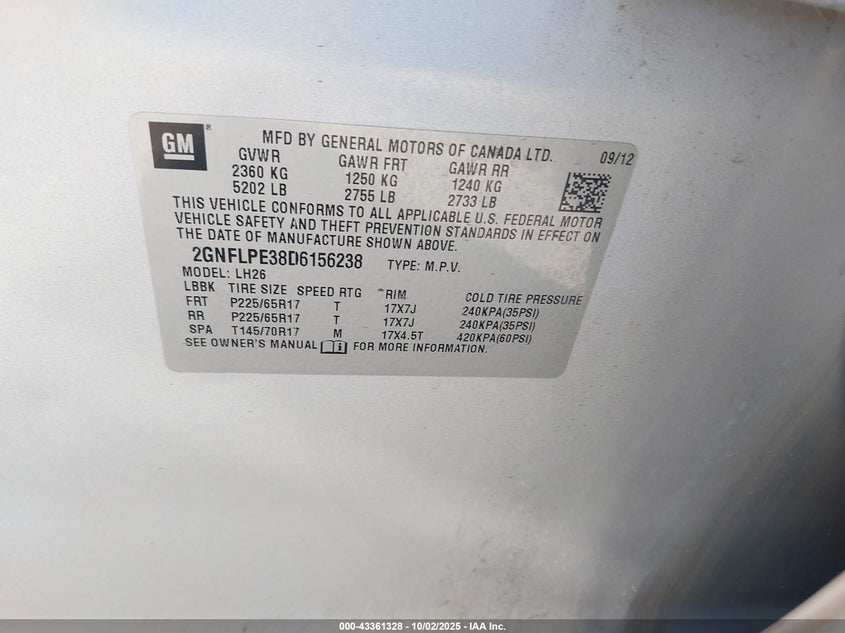 GM ®
MFD BY GENERAL MOTORS OF CANADA LTD. 09/12
GVWR GAWR FRT GAWR RR
2360 KG 1250 KG 1240 KG
5202 LB 2755 LB 2733 LB
THIS VEHICLE CONFORMS TO ALL APPLICABLE U.S. FEDERAL MOTOR
VEHICLE SAFETY AND THEFT PREVENTION STANDARDS IN EFFECT ON
THE DATE OF MANUFACTURE SHOWN ABOVE.
2GNFLPE38D6156238 TYPE: M.P.V.
MODEL: LH26
LBBK TIRE SIZE SPEED RTG RIM COLD TIRE PRESSURE
FRT P225/65R17 T 17X7J 240KPA(35PSI)
RR P225/65R17 T 17X7J 240KPA(35PSI)
SPA T145/70R17 M 17X4.5T 420KPA(60PSI)
SEE OWNER'S MANUAL FOR MORE INFORMATION.
000-43361328 - 10/02/2025 - IAA Inc.